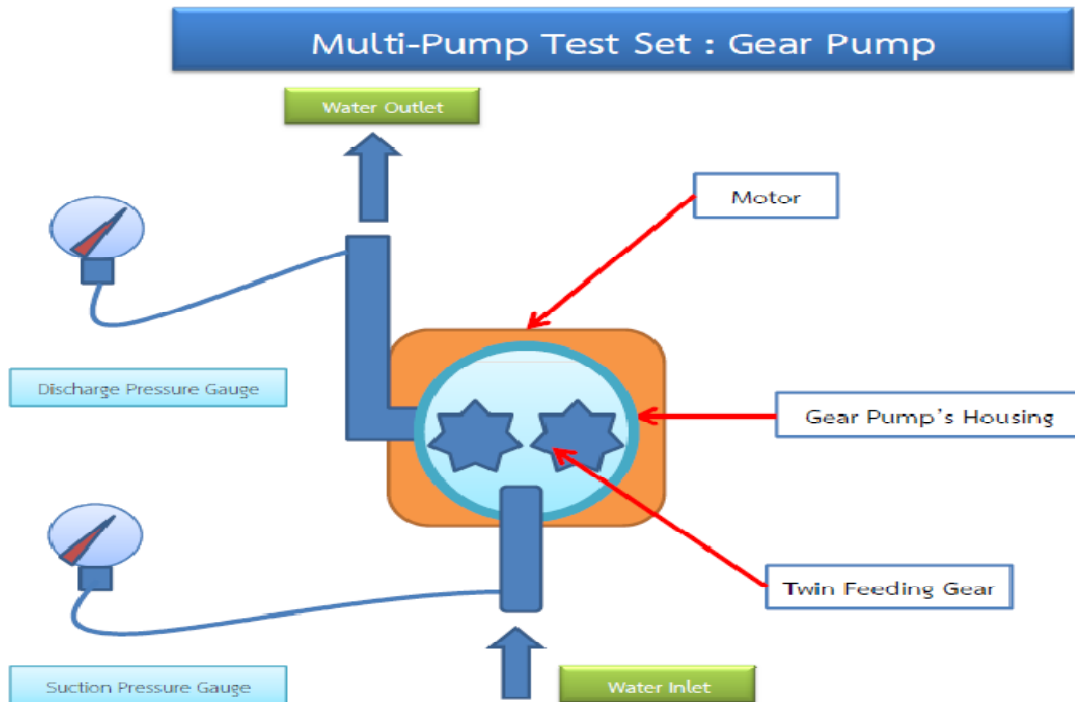 Multi-Pump Test Set : Gear Pump
Water Outlet
Motor
Discharge Pressure Gauge
Gear Pump's Housing
Twin Feeding Gear
Suction Pressure Gauge
Water Inlet